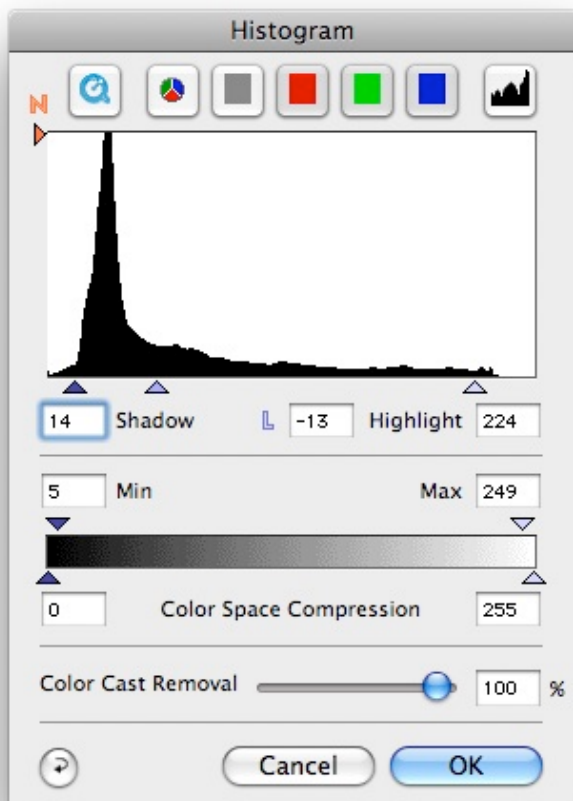 Histogram
N
14 Shadow L -13 Highlight 224
5 Min Max 249
0 Color Space Compression 255
Color Cast Removal 100 %
Cancel OK